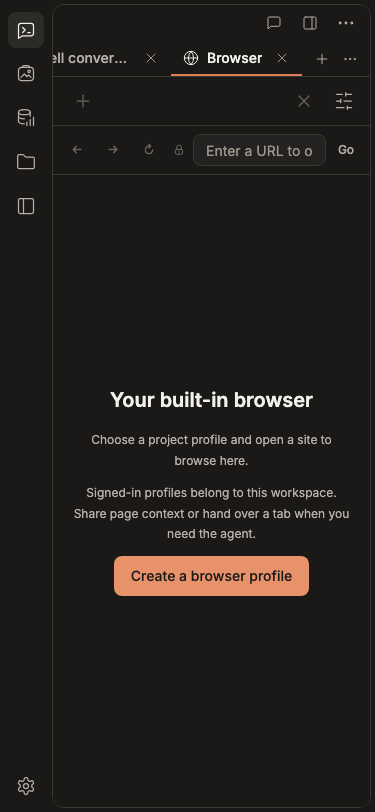 ell conver...
Browser
Enter a URL to o
Go
Your built-in browser
Choose a project profile and open a site to
browse here.
Signed-in profiles belong to this workspace.
Share page context or hand over a tab when you
need the agent.
Create a browser profile